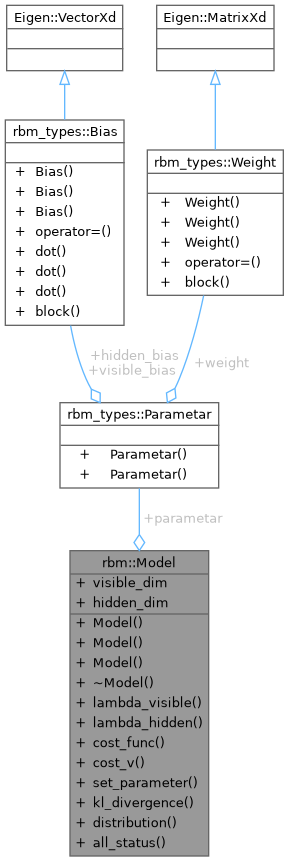 Eigen::VectorXd
Eigen::MatrixXd
rbm_types::Bias
+ Bias()
+ Bias()
+ Bias()
+ operator=()
+ dot()
+ dot()
+ dot()
+ block()
rbm_types::Weight
+ Weight()
+ Weight()
+ Weight()
+ operator=()
+ block()
+hidden_bias
+visible_bias
+weight
rbm_types::Parametar
+ Parametar()
+ Parametar()
+parametar
rbm::Model
+ visible_dim
+ hidden_dim
+ Model()
+ Model()
+ Model()
+ ~Model()
+ lambda_visible()
+ lambda_hidden()
+ cost_func()
+ cost_v()
+ set_parameter()
+ kl_divergence()
+ distribution()
+ all_status()